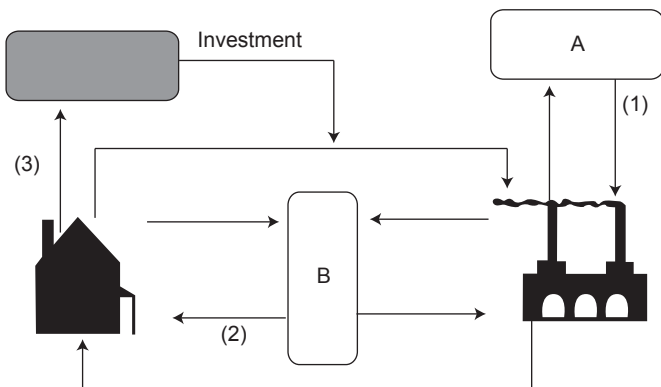 Investment
A
(1)
(3)
B
(2)